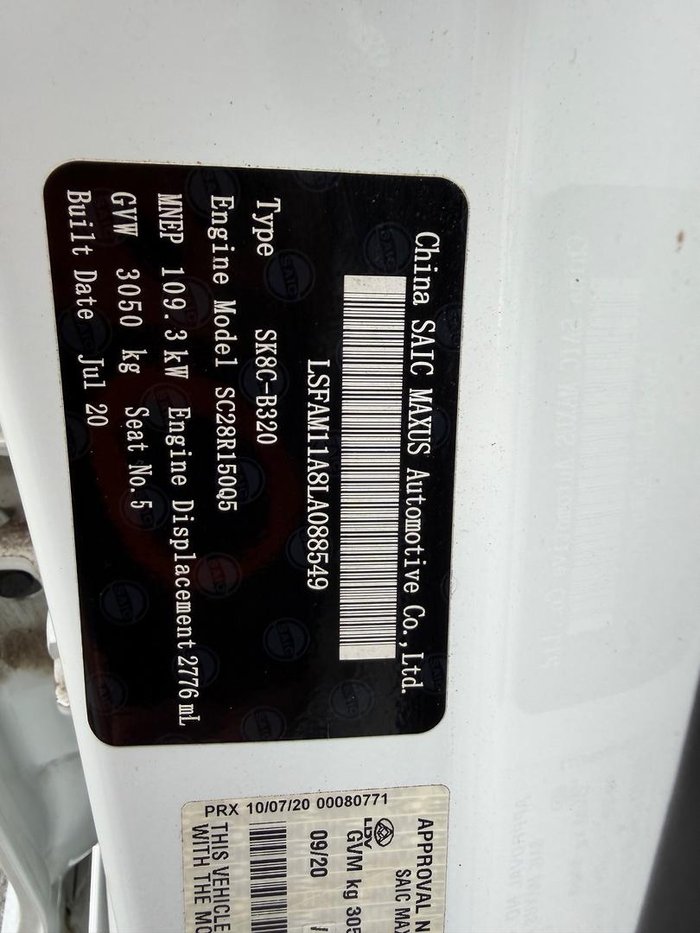 China SAIC MAXUS Automotive Co.,Ltd.
LSFAM11A8LA088549
Type SK8C-B320
Engine Model SC28R150Q5
MNEP 109.3kW Engine Displacement 2776mL
GVW 3050 kg Seat No.5
Built Date Jul 20
PRX 10/07/20 00080771
APPROVAL N
SAIC MAX
LDV
GVM kg 305
09/20
THIS VEHICLE
WITH THE MO